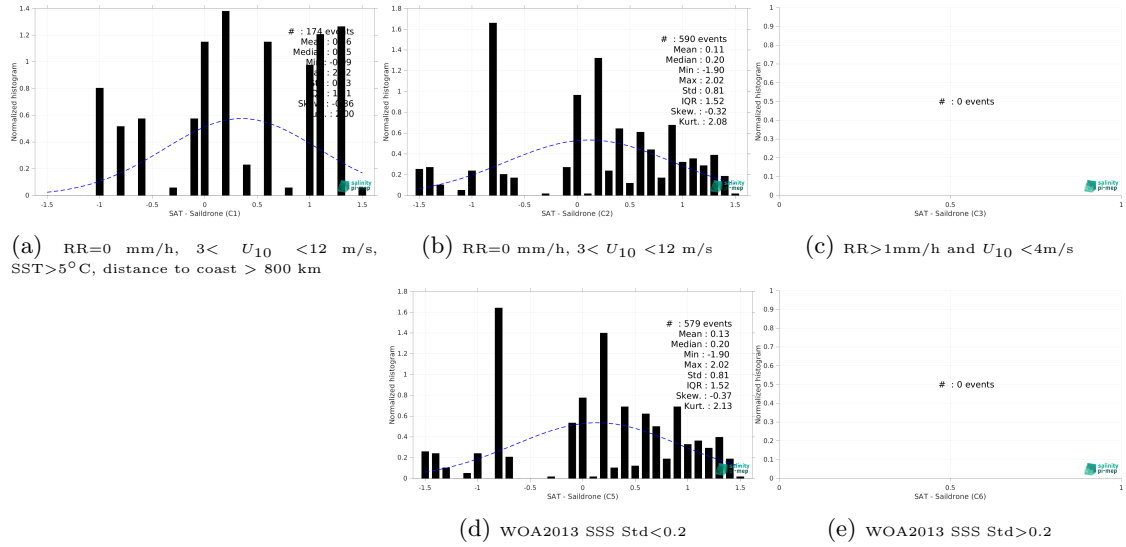 1.4
1.2
1
0.8
0.6
0.4
0.2
0
Normalized histogram
# : 174 events
Skew. :
Kurt. :
-1.5 -1 -0.5 0 0.5 1 1.5
SAT - Saildrone (C1)
salinity
pi-mep
(a) RR=0 mm/h, 3< U10 <12 m/s,
SST>5°C, distance to coast > 800 km
1.8
1.6
1.4
1.2
1
0.8
0.6
0.4
0.2
0
Normalized histogram
# : 590 events
Mean : 0.11
Median : 0.20
Min : -1.90
Max : 2.02
Std : 0.81
IQR : 1.52
Skew. : -0.32
Kurt. : 2.08
-1.5 -1 -0.5 0 0.5 1 1.5
SAT - Saildrone (C2)
salinity
pi-mep
(b) RR=0 mm/h, 3< U10 <12 m/s
1
0.9
0.8
0.7
0.6
0.5
0.4
0.3
0.2
0.1
0
Normalized histogram
# : 0 events
0 1
SAT - Saildrone (C3)
salinity
pi-mep
(c) RR>1mm/h and U10 <4m/s
1.8
1.6
1.4
1.2
1
0.8
0.6
0.4
0.2
0
Normalized histogram
# : 579 events
Mean : 0.13
Median : 0.20
Min : -1.90
Max : 2.02
Std : 0.81
IQR : 1.52
Skew. : -0.37
Kurt. : 2.13
-1.5 -1 -0.5 0 0.5 1 1.5
SAT - Saildrone (C5)
salinity
pi-mep
(d) WOA2013 SSS Std<0.2
1
0.9
0.8
0.7
0.6
0.5
0.4
0.3
0.2
0.1
0
Normalized histogram
# : 0 events
0 1
SAT - Saildrone (C6)
salinity
pi-mep
(e) WOA2013 SSS Std>0.2